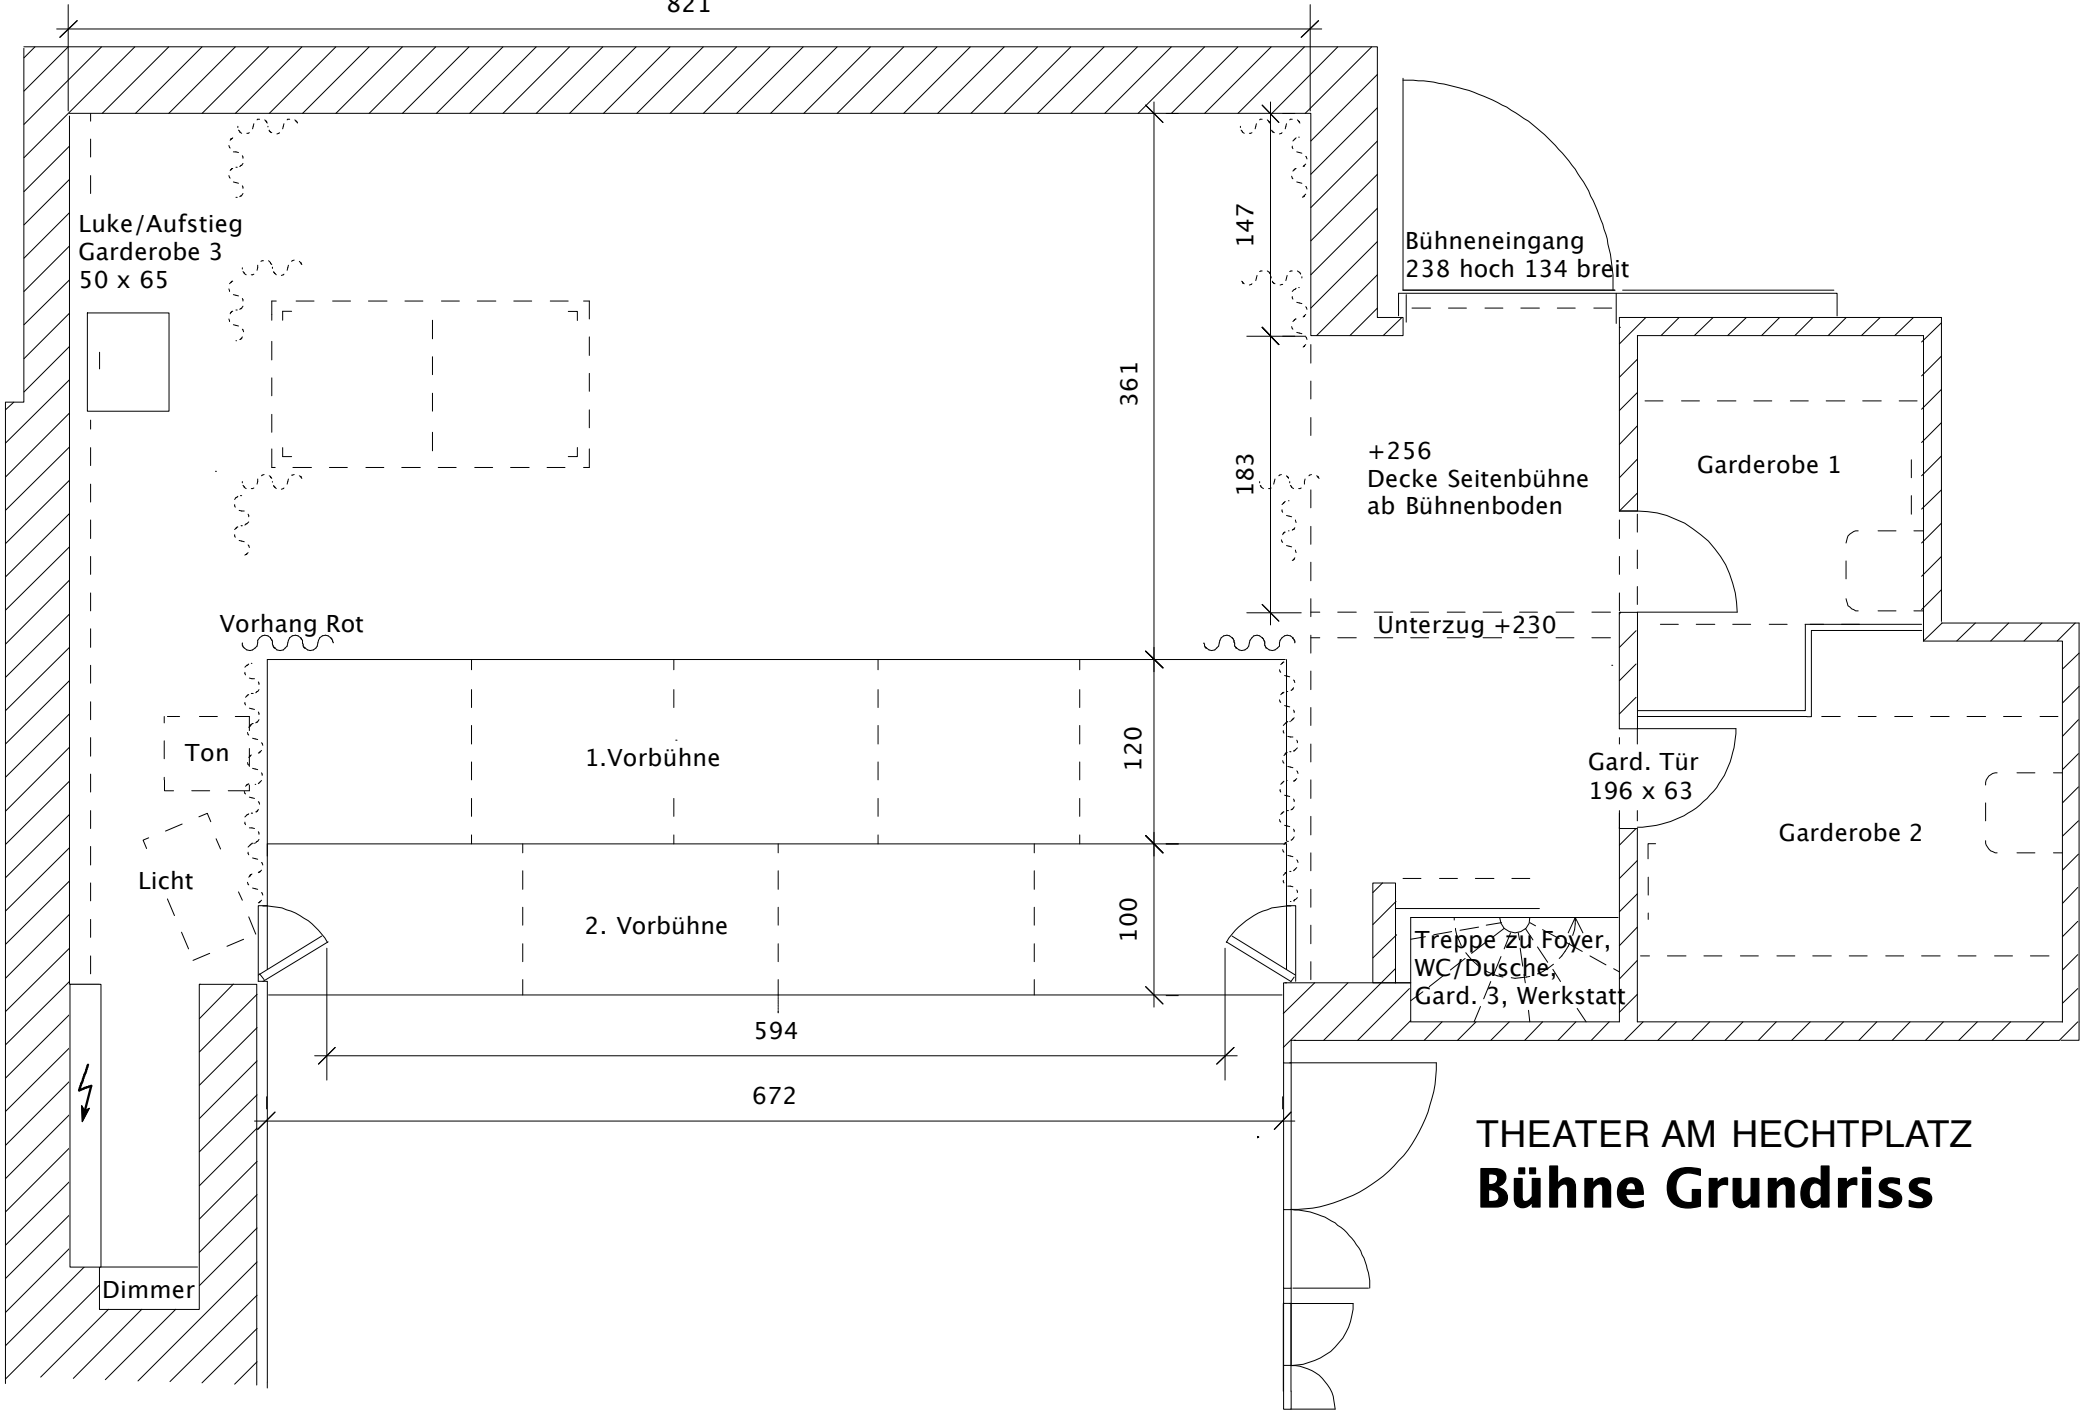 821
Luke/Aufstieg
Garderobe 3
50 x 65
147
Bühneneingang
238 hoch 134 breit
361
183
+256
Decke Seitenbühne
ab Bühnenboden
Garderobe 1
Vorhang Rot
Unterzug +230
Ton
1.Vorbühne
120
Gard. Tür
196 x 63
Garderobe 2
Licht
2. Vorbühne
100
Treppe zu Foyer,
WC/Dusche,
Gard. 3, Werkstatt
594
672
THEATER AM HECHTPLATZ
Bühne Grundriss
Dimmer